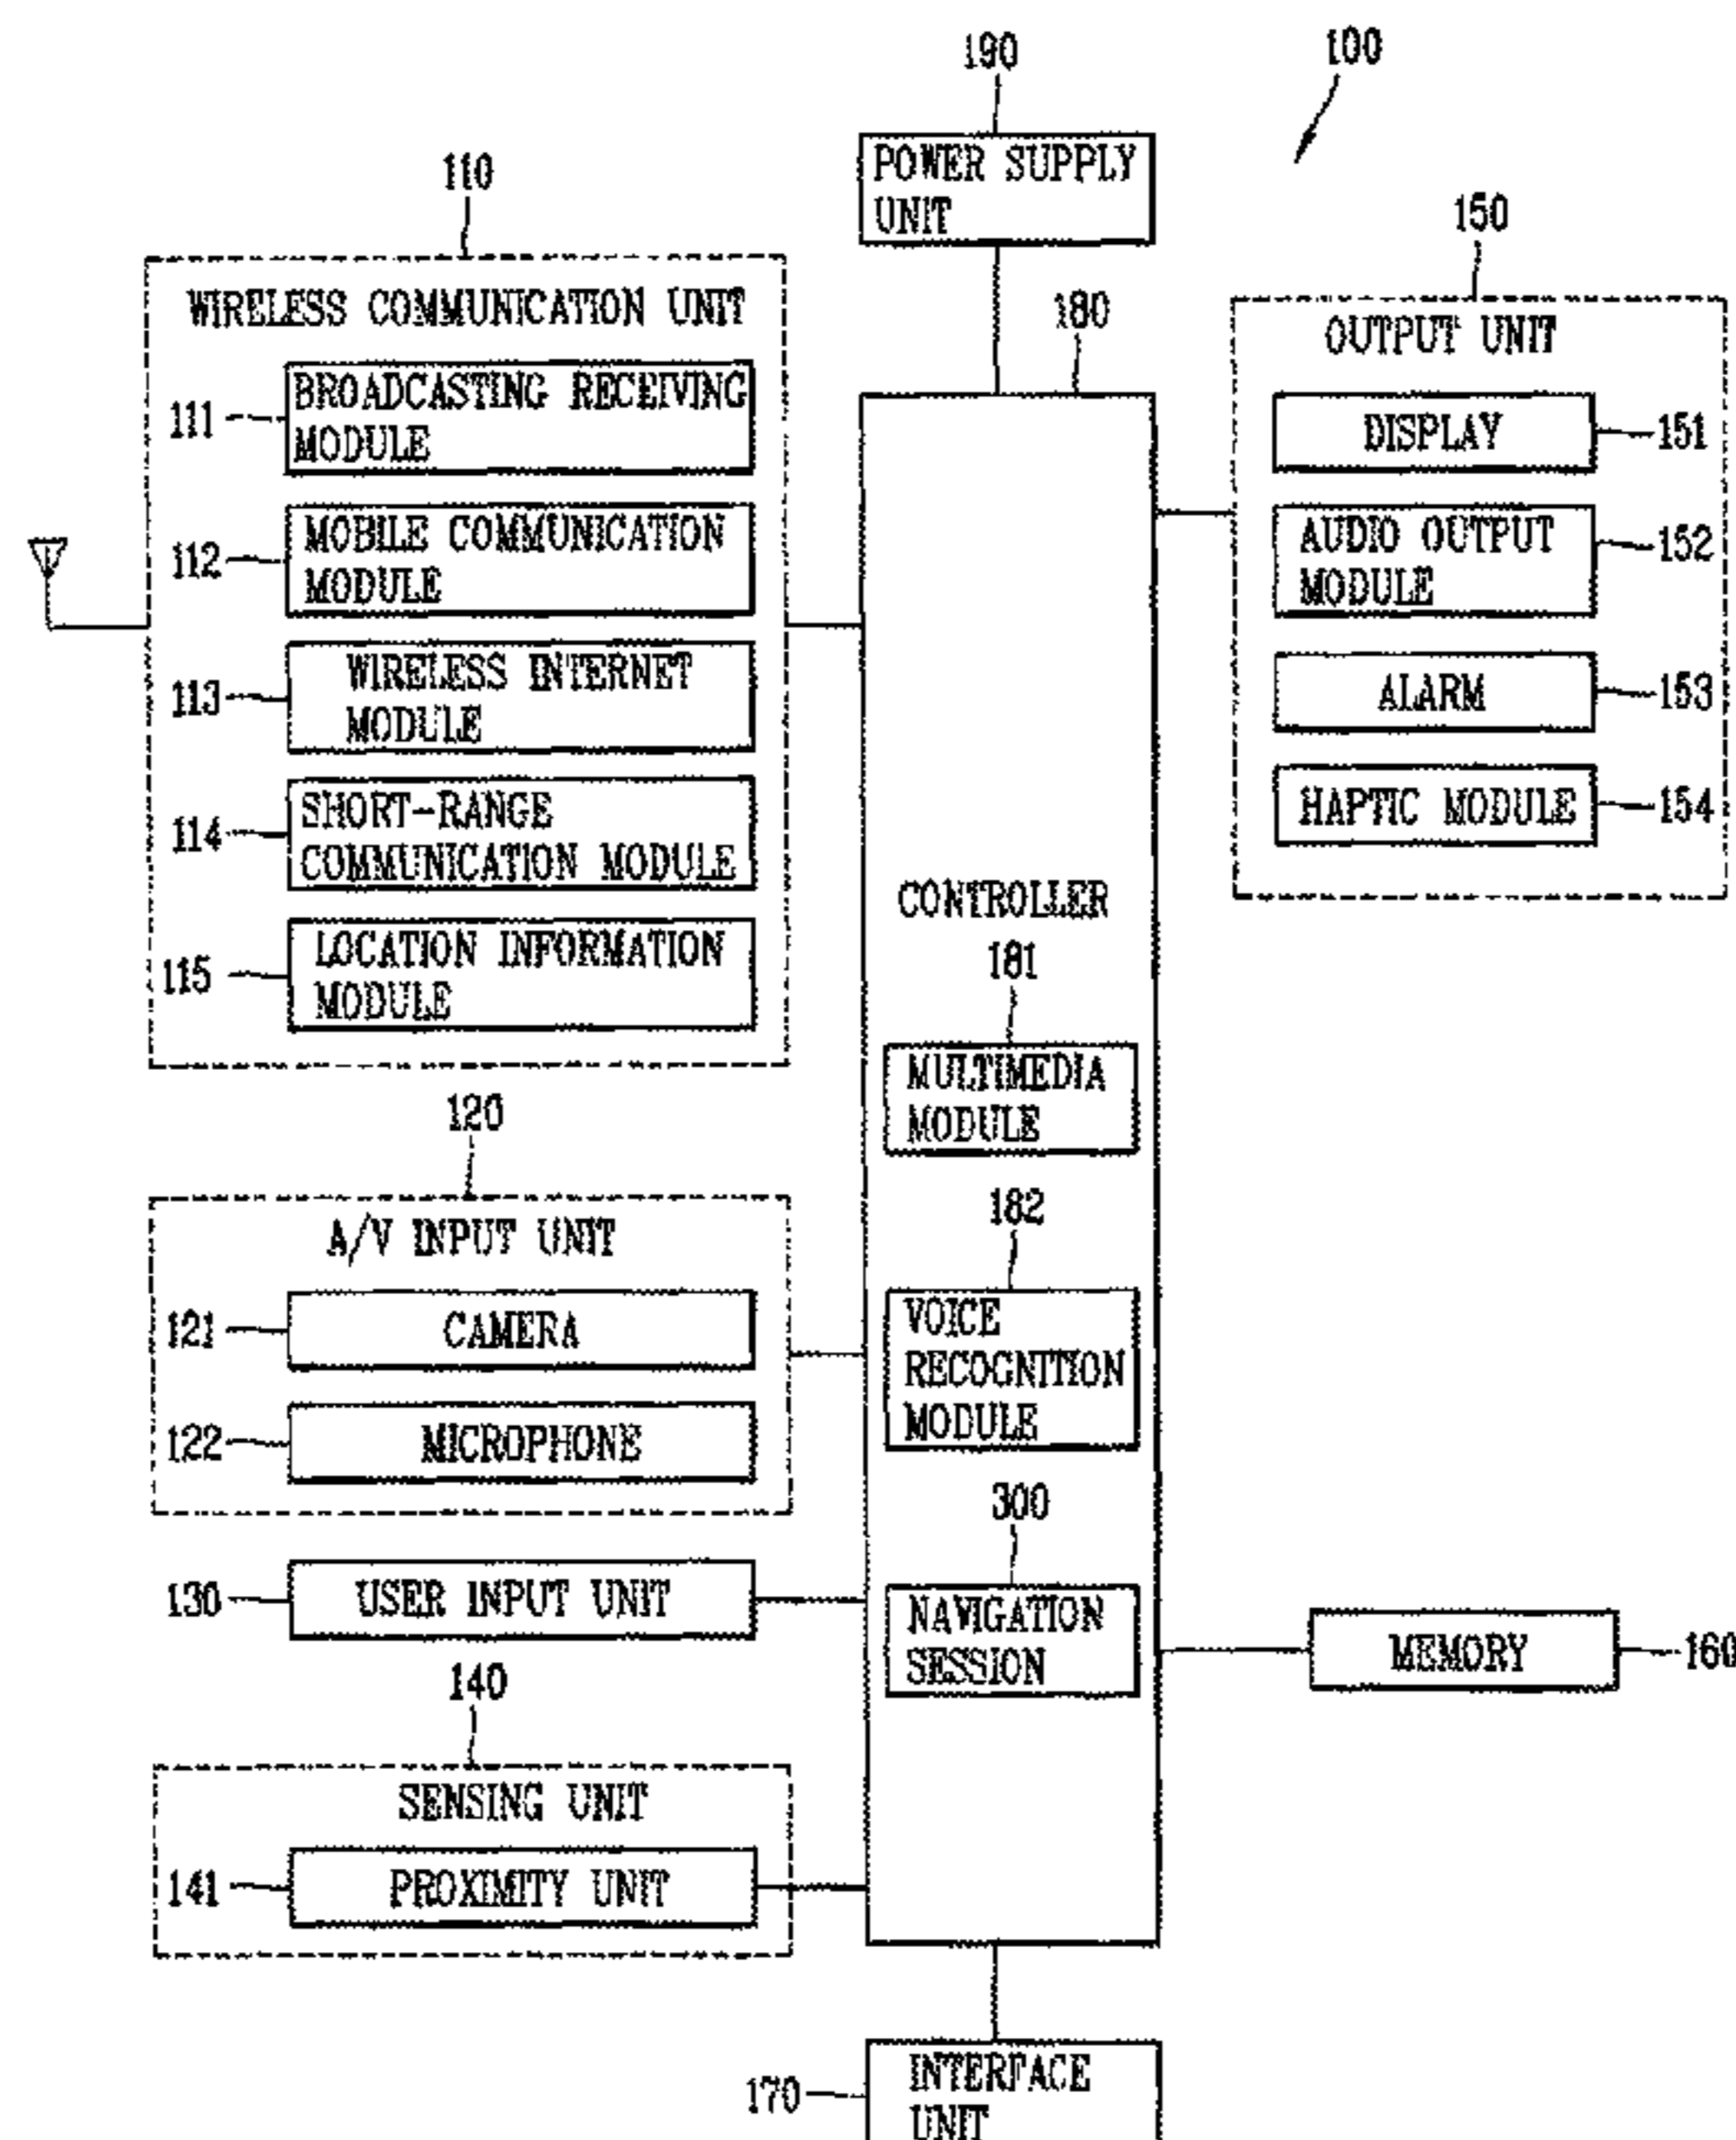 190
100
POWER SUPPLY
UNIT
110
WIRELESS COMMUNICATION UNIT
111
BROADCASTING RECEIVING
MODULE
112
MOBILE COMMUNICATION
MODULE
113
WIRELESS INTERNET
MODULE
114
SHORT-RANGE
COMMUNICATION MODULE
115
LOCATION INFORMATION
MODULE
120
A/V INPUT UNIT
121
CAMERA
122
MICROPHONE
130
USER INPUT UNIT
140
SENSING UNIT
141
PROXIMITY UNIT
180
CONTROLLER
181
MULTIMEDIA
MODULE
182
VOICE
RECOGNITION
MODULE
300
NAVIGATION
SESSION
150
OUTPUT UNIT
DISPLAY
151
AUDIO OUTPUT
MODULE
152
ALARM
153
HAPTIC MODULE
154
MEMORY
160
170
INTERFACE
UNIT